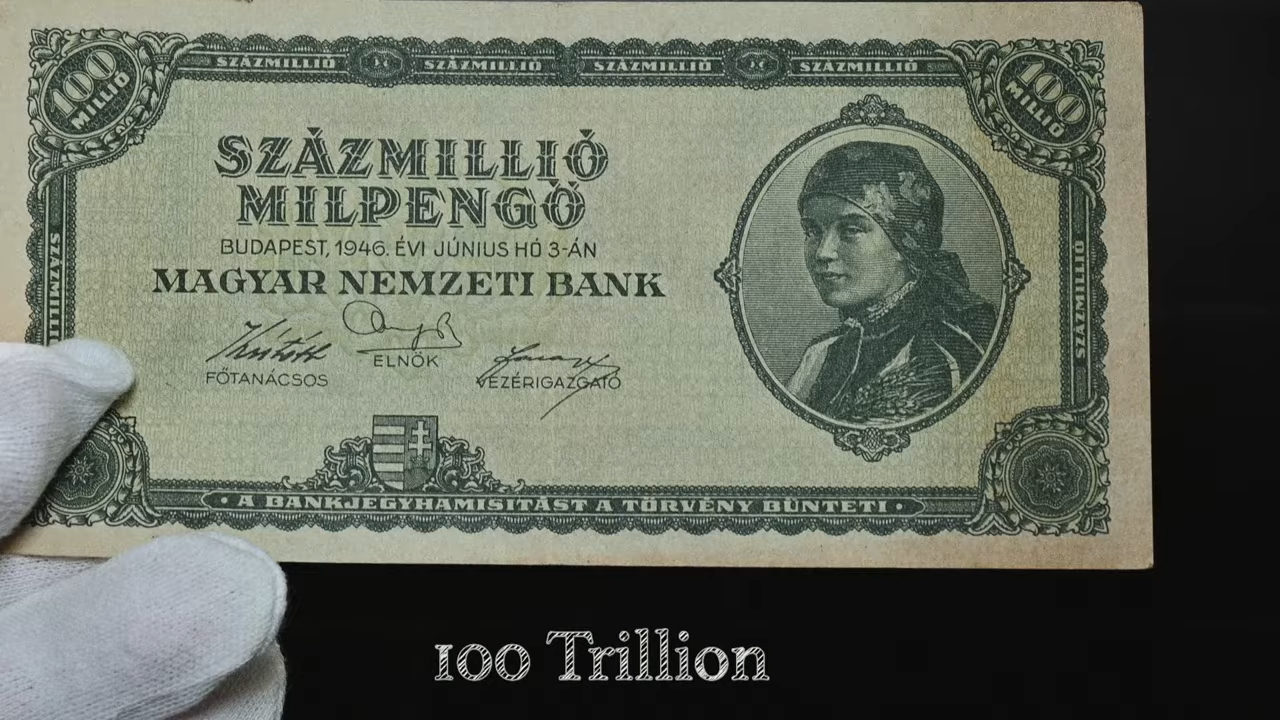 SZÁZMILLIÓ SZÁZMILLIÓ SZÁZMILLIÓ SZÁZMILLIÓ
100 MILLIÓ
100 MILLIÓ
SZÁZMILLIÓ
MILPENGŐ
BUDAPEST, 1946. ÉVI JÚNIUS HÓ 3-ÁN
MAGYAR NEMZETI BANK
FŐTANÁCSOS
ELNÖK
VEZÉRIGAZGATÓ
SZÁZMILLIÓ
• A BANKJEGYHAMISITÁST A TÖRVÉNY BÜNTETI •
100 Trillion